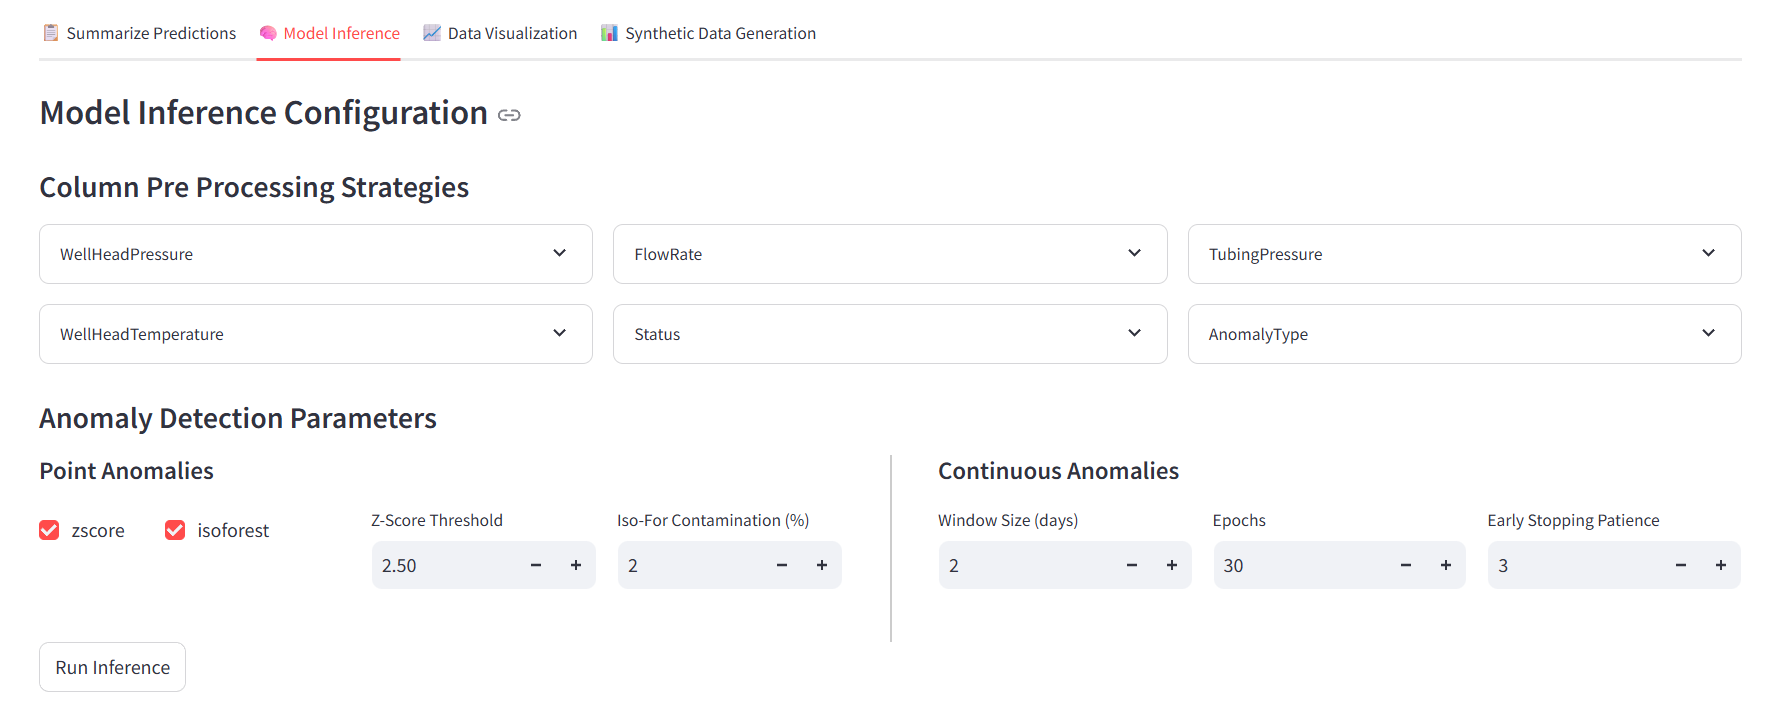 Summarize Predictions Model Inference Data Visualization Synthetic Data Generation
Model Inference Configuration
Column Pre Processing Strategies
WellHeadPressure FlowRate TubingPressure
WellHeadTemperature Status AnomalyType
Anomaly Detection Parameters
Point Anomalies
zscore isoforest
Z-Score Threshold Iso-For Contamination (%)
2.50 − + 2 − +
Continuous Anomalies
Window Size (days) Epochs Early Stopping Patience
2 − + 30 − + 3 − +
Run Inference